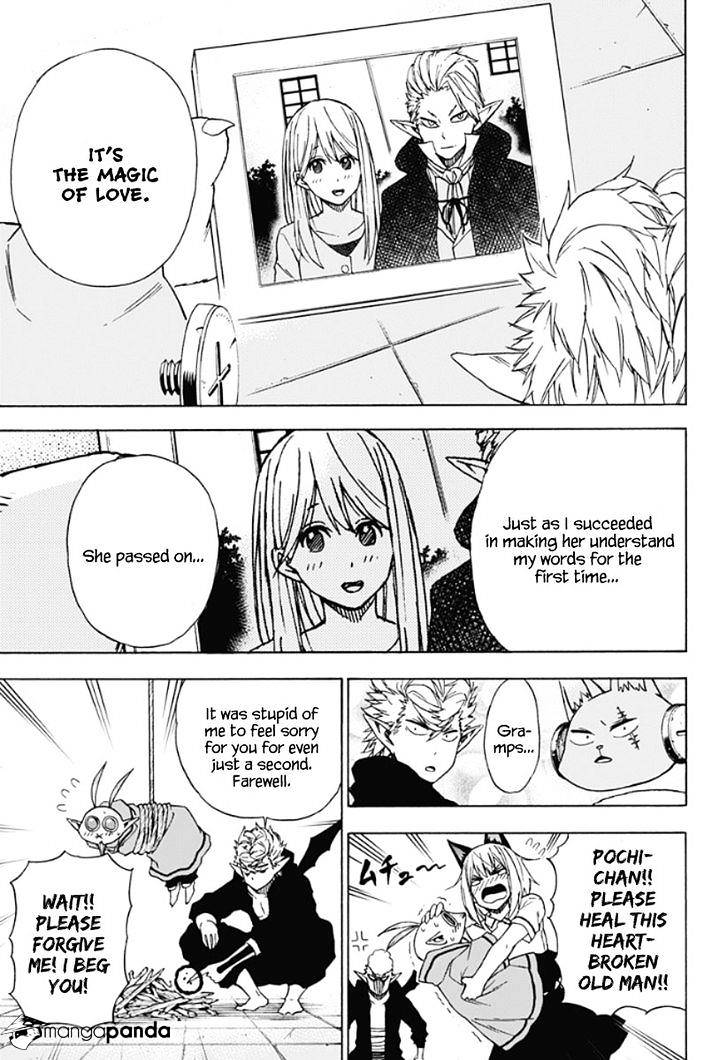 IT'S
THE MAGIC
OF LOVE.
Just as I succeeded
in making her understand
my words for the
first time...
She passed on...
Gra-
mps...
POCHI-
CHAN!!
PLEASE
HEAL THIS
HEART-
BROKEN
OLD MAN!!
ムチュ〜〜
It was stupid of
me to feel sorry
for you for even
just a second.
Farewell.
WAIT!!
PLEASE
FORGIVE
ME! I BEG
YOU!
mangapanda